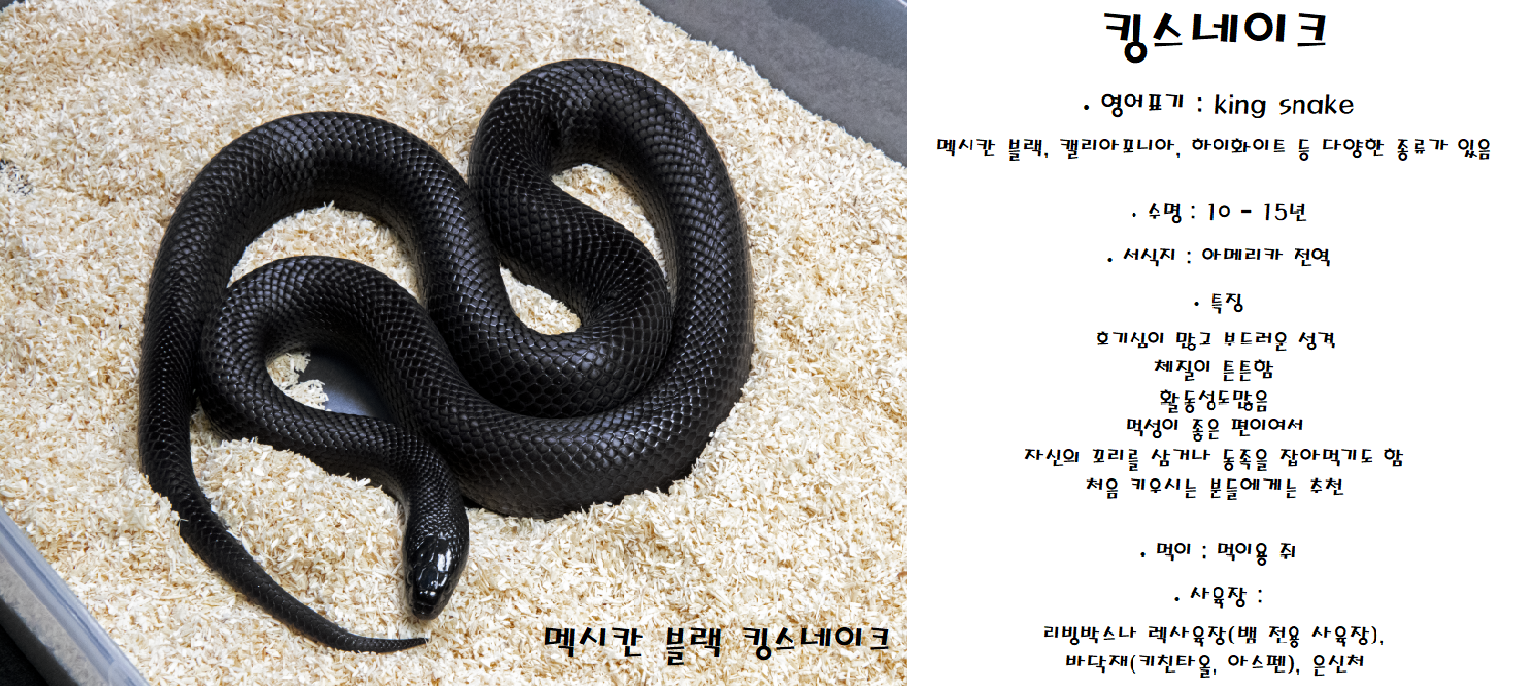 킹스네이크
• 영어표기 : king snake
멕시칸 블랙, 캘리아포니아, 하이화이트 등 다양한 종류가 있음
• 수명 : 10 - 15년
• 서식지 : 아메리카 전역
• 특징
호기심이 많고 부드러운 성격
체질이 튼튼함
활동성도많음
먹성이 좋은 편이여서
자신의 꼬리를 삼거나 동족을 잡아먹기도 함
처음 키우시는 분들에게는 추천
• 먹이 : 먹이용 쥐
• 사육장 :
리빙박스나 렉사육장(뱀 전용 사육장),
바닥재(키친타올, 아스펜), 은신처
멕시칸 블랙 킹스네이크